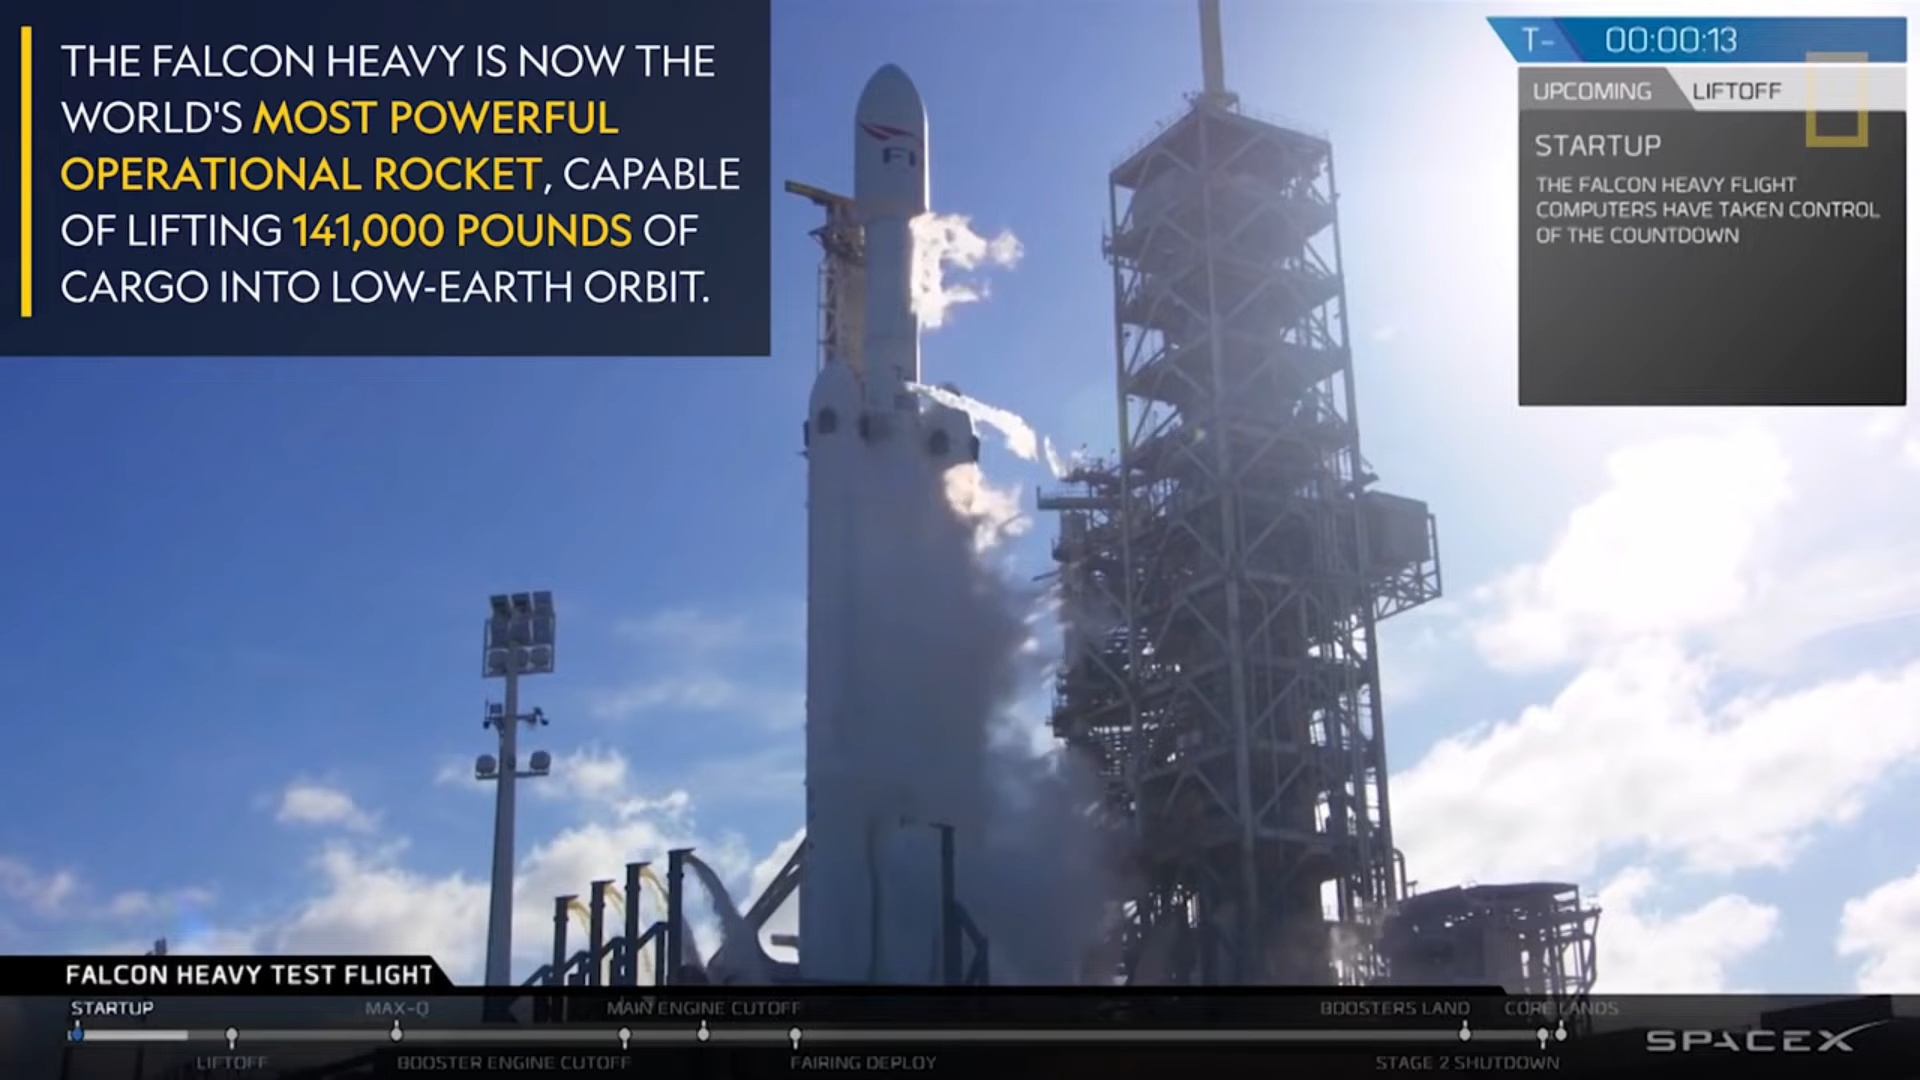 THE FALCON HEAVY IS NOW THE
WORLD'S MOST POWERFUL
OPERATIONAL ROCKET, CAPABLE
OF LIFTING 141,000 POUNDS OF
CARGO INTO LOW-EARTH ORBIT.
T- 00:00:13
UPCOMING LIFTOFF
STARTUP
THE FALCON HEAVY FLIGHT
COMPUTERS HAVE TAKEN CONTROL
OF THE COUNTDOWN
FALCON HEAVY TEST FLIGHT
STARTUP MAX-Q MAIN ENGINE CUTOFF BOOSTERS LAND CORE LANDS
LIFTOFF BOOSTER ENGINE CUTOFF FAIRING DEPLOY STAGE 2 SHUTDOWN
SPACEX